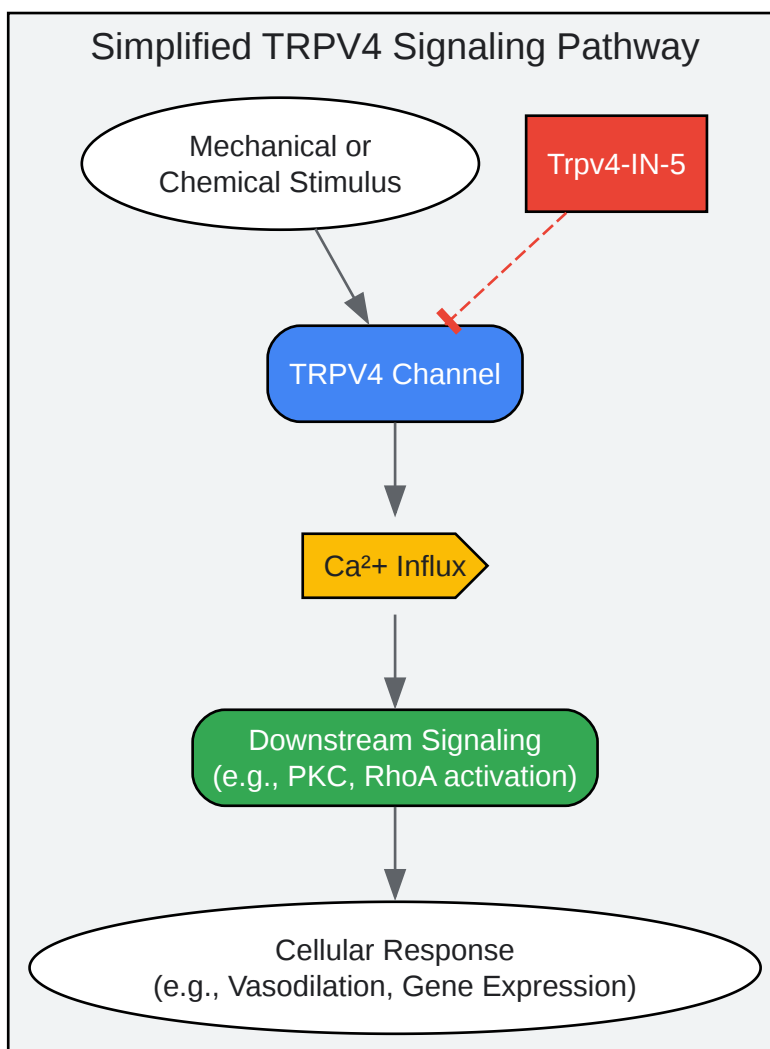 Simplified TRPV4 Signaling Pathway
Mechanical or
Chemical Stimulus
Trpv4-IN-5
TRPV4 Channel
Ca²+ Influx
Downstream Signaling
(e.g., PKC, RhoA activation)
Cellular Response
(e.g., Vasodilation, Gene Expression)